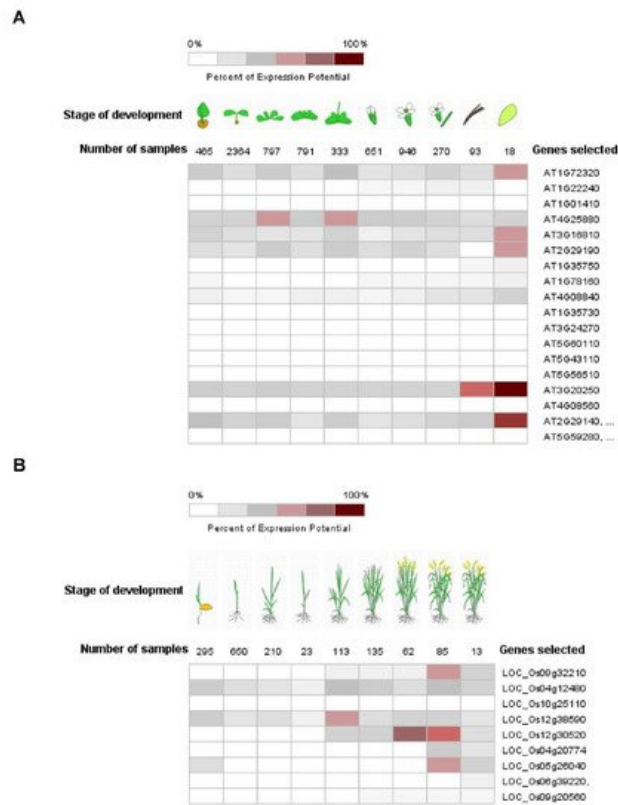 A
0% 100%
Percent of Expression Potential
Stage of development
Number of samples 465 2364 797 791 333 651 946 270 93 18 Genes selected
AT1G72320
AT1G22240
AT1G01410
AT4G25880
AT3G16810
AT2G29190
AT1G35750
AT1G78160
AT4G08840
AT1G35730
AT3G24270
AT5G60110
AT5G43110
AT5G56510
AT3G20250
AT4G08560
AT2G29140, ...
AT5G59280, ...
B
0% 100%
Percent of Expression Potential
Stage of development
Number of samples 295 660 210 23 113 135 62 85 13 Genes selected
LOC_Os09g32210
LOC_Os04g12480
LOC_Os10g25110
LOC_Os12g38590
LOC_Os12g30520
LOC_Os04g20774
LOC_Os05g26040
LOC_Os06g39220,
LOC_Os09g20560